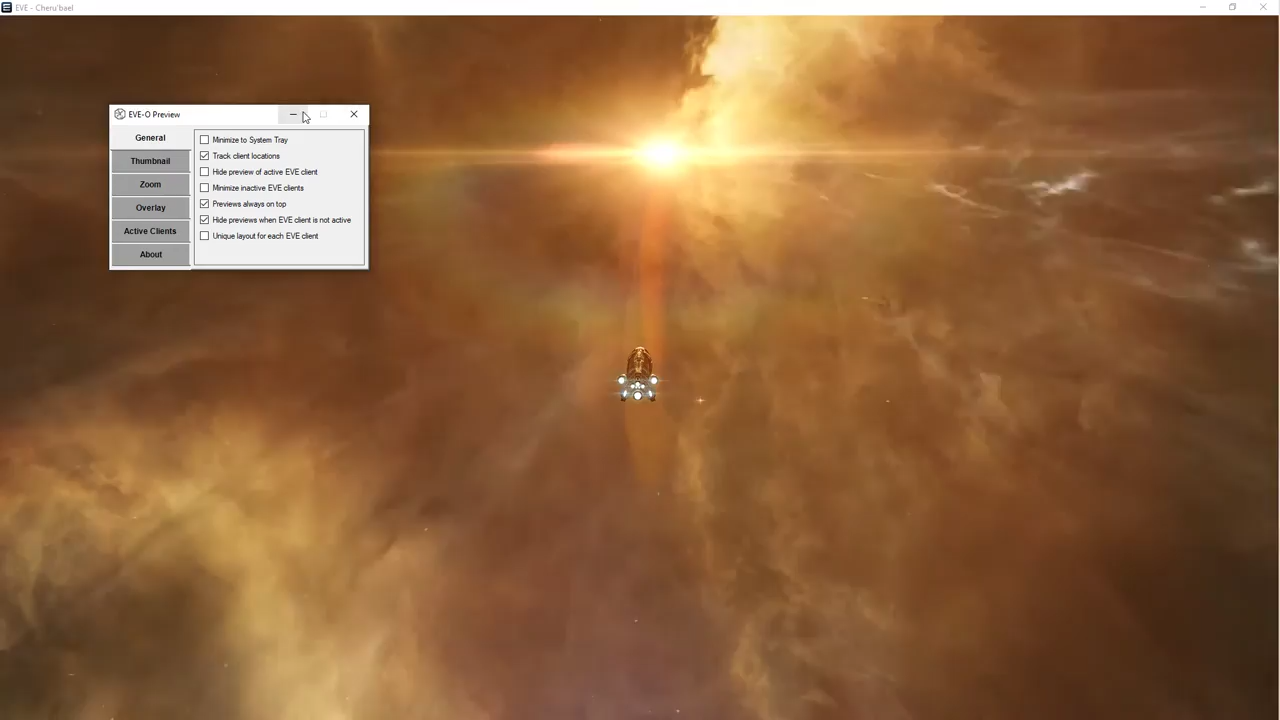 EVE - Cheru'bael
EVE-O Preview
General
Thumbnail
Zoom
Overlay
Active Clients
About
Minimize to System Tray
Track client locations
Hide preview of active EVE client
Minimize inactive EVE clients
Previews always on top
Hide previews when EVE client is not active
Unique layout for each EVE client